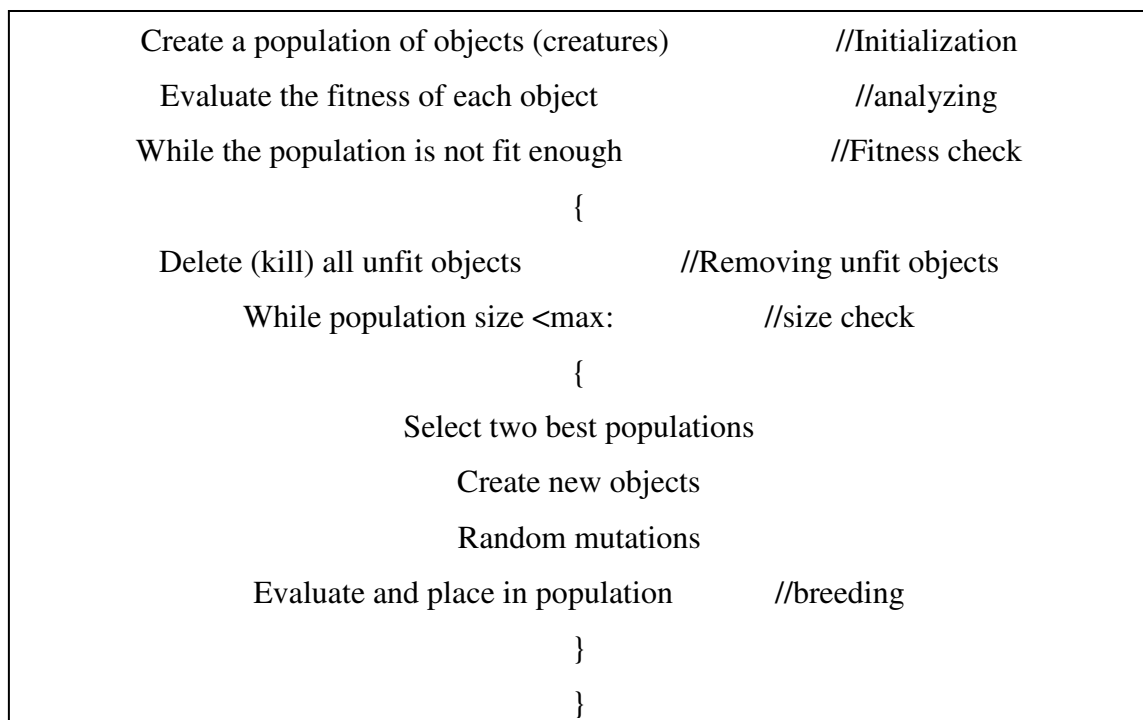 Create a population of objects (creatures) //Initialization
Evaluate the fitness of each object //analyzing
While the population is not fit enough //Fitness check
{
Delete (kill) all unfit objects //Removing unfit objects
While population size <max: //size check
{
Select two best populations
Create new objects
Random mutations
Evaluate and place in population //breeding
}
}